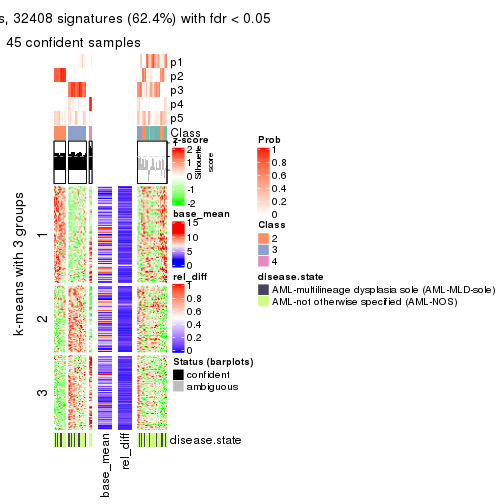 s, 32408 signatures (62.4%) with fdr < 0.05
45 confident samples
p1
p2
p3
p4
p5
Class
z-score
2
1
0
-1
-2
Silhouette
score
base_mean
15
10
5
0
rel_diff
1
0.8
0.6
0.4
0.2
0
Status (barplots)
confident
ambiguous
Prob
1
0.8
0.6
0.4
0.2
0
Class
2
3
4
disease.state
AML-multilineage dysplasia sole (AML-MLD-sole)
AML-not otherwise specified (AML-NOS)
k-means with 3 groups
1
2
3
disease.state
base_mean
rel_diff